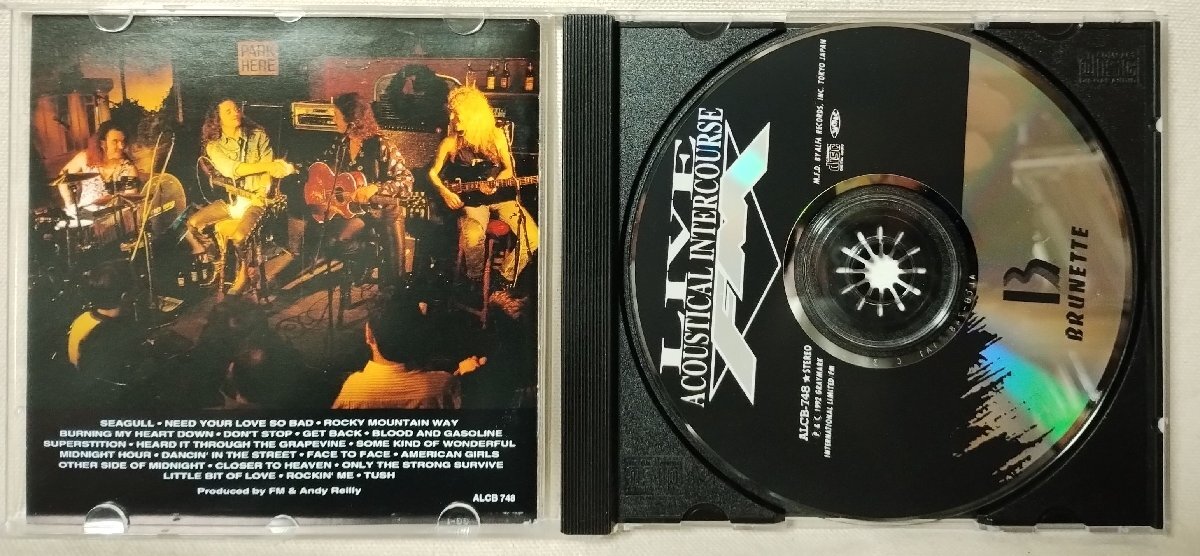 PARK
HERE
SEAGULL • NEED YOUR LOVE SO BAD • ROCKY MOUNTAIN WAY
BURNING MY HEART DOWN • DON'T STOP • GET BACK • BLOOD AND GASOLINE
SUPERSTITION • HEARD IT THROUGH THE GRAPEVINE • SOME KIND OF WONDERFUL
MIDNIGHT HOUR • DANCIN' IN THE STREET • FACE TO FACE • AMERICAN GIRLS
OTHER SIDE OF MIDNIGHT • CLOSER TO HEAVEN • ONLY THE STRONG SURVIVE
LITTLE BIT OF LOVE • ROCKIN' ME • TUSH
Produced by FM & Andy Reilly
ALCB 748
LIVE
ACOUSTICAL INTERCOURSE
FM
ALCB-748 ★ STEREO
P. & C. 1992 GRAYMARK
INTERNATIONAL LIMITED/FM
M.F.D. BY ALFA RECORDS, INC. TOKYO JAPAN
B
BRUNETTE